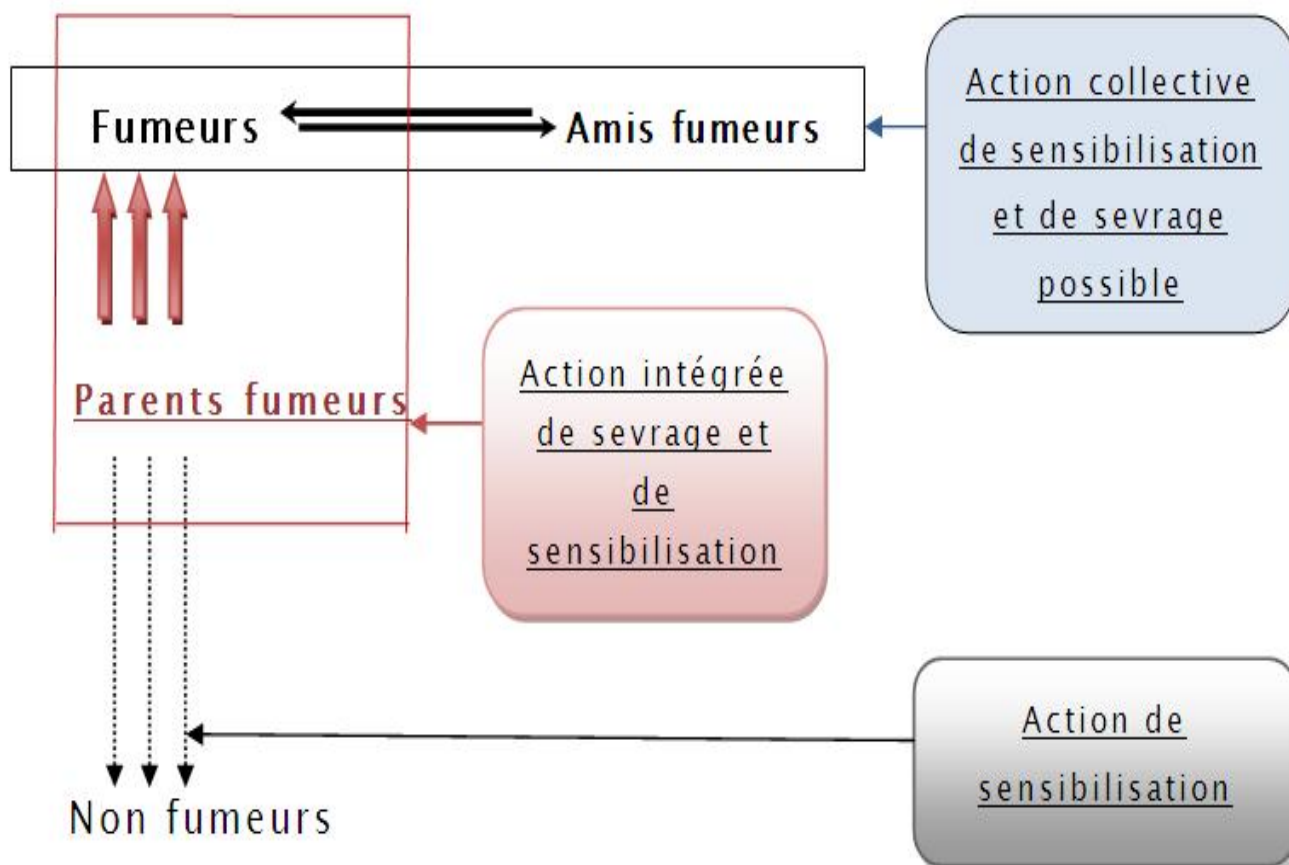 Fumeurs
Amis fumeurs
Action collective
de sensibilisation
et de sevrage
possible
Parents fumeurs
Action intégrée
de sevrage et
de
sensibilisation
Action de
sensibilisation
Non fumeurs